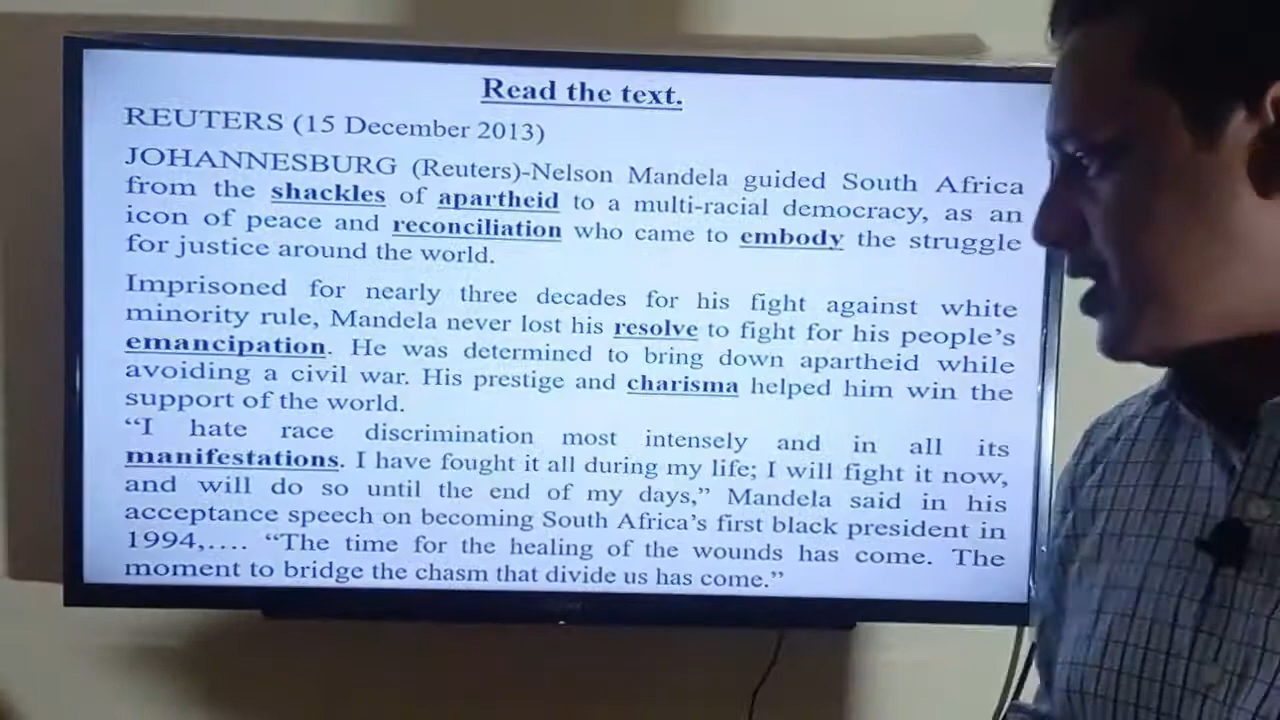 Read the text.
REUTERS (15 December 2013)
JOHANNESBURG (Reuters)-Nelson Mandela guided South Africa
from the shackles of apartheid to a multi-racial democracy, as an
icon of peace and reconciliation who came to embody the struggle
for justice around the world.
Imprisoned for nearly three decades for his fight against white
minority rule, Mandela never lost his resolve to fight for his people’s
emancipation. He was determined to bring down apartheid while
avoiding a civil war. His prestige and charisma helped him win the
support of the world.
“I hate race discrimination most intensely and in all its
manifestations. I have fought it all during my life; I will fight it now,
and will do so until the end of my days,” Mandela said in his
acceptance speech on becoming South Africa’s first black president in
1994,.... “The time for the healing of the wounds has come. The
moment to bridge the chasm that divide us has come.”